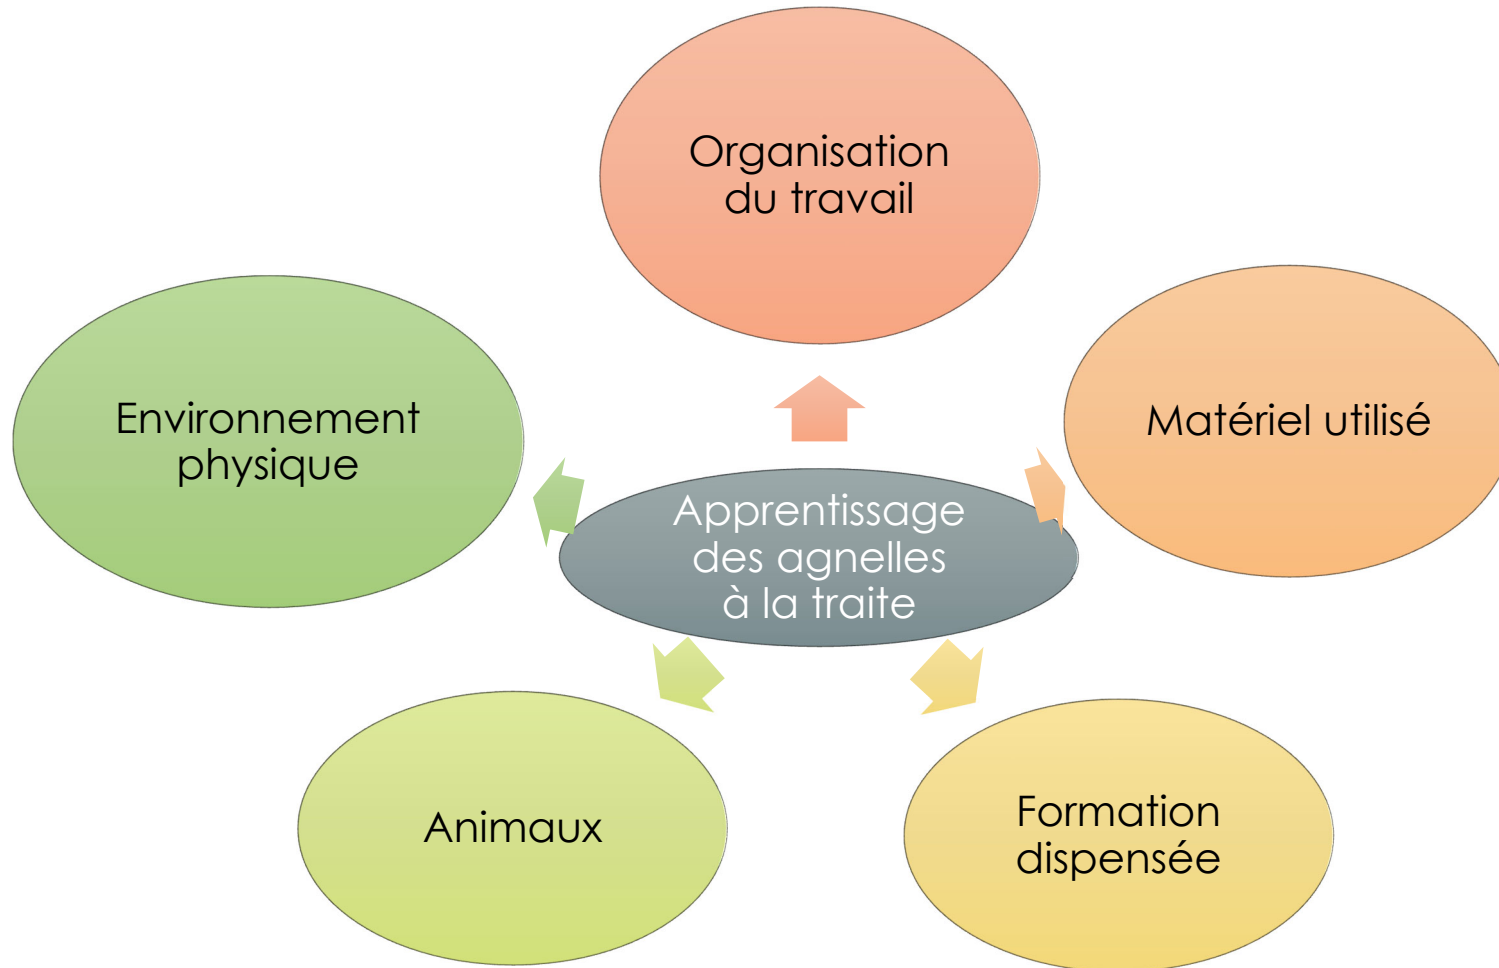 Organisation
du travail
Environnement
physique
Matériel utilisé
Apprentissage
des agnelles
à la traite
Animaux
Formation
dispensée